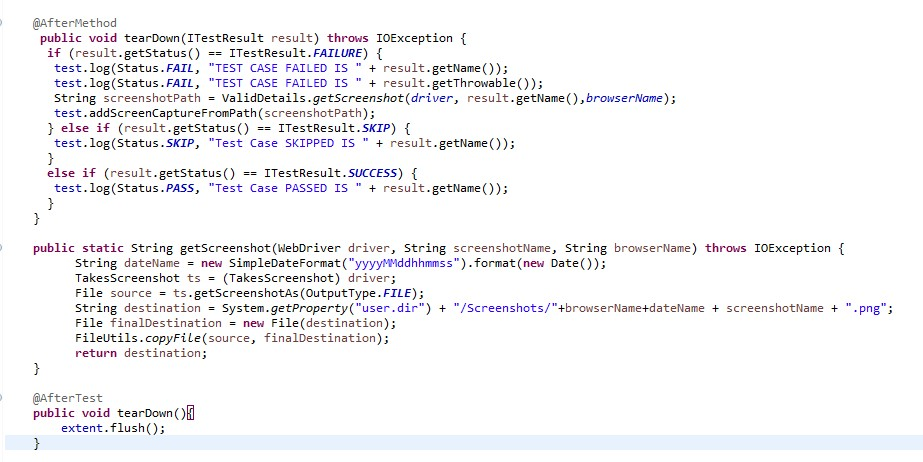 @AfterMethod
public void tearDown(ITestResult result) throws IOException {
if (result.getStatus() == ITestResult.FAILURE) {
test.log(Status.FAIL, "TEST CASE FAILED IS " + result.getName());
test.log(Status.FAIL, "TEST CASE FAILED IS " + result.getThrowable());
String screenshotPath = ValidDetails.getScreenshot(driver, result.getName(),browserName);
test.addScreenCaptureFromPath(screenshotPath);
} else if (result.getStatus() == ITestResult.SKIP) {
test.log(Status.SKIP, "Test Case SKIPPED IS " + result.getName());
}
else if (result.getStatus() == ITestResult.SUCCESS) {
test.log(Status.PASS, "Test Case PASSED IS " + result.getName());
}
}
public static String getScreenshot(WebDriver driver, String screenshotName, String browserName) throws IOException {
String dateName = new SimpleDateFormat("yyyyMMddhhmmss").format(new Date());
TakesScreenshot ts = (TakesScreenshot) driver;
File source = ts.getScreenshotAs(OutputType.FILE);
String destination = System.getProperty("user.dir") + "/Screenshots/"+browserName+dateName + screenshotName + ".png";
File finalDestination = new File(destination);
FileUtils.copyFile(source, finalDestination);
return destination;
}
@AfterTest
public void tearDown(){
extent.flush();
}